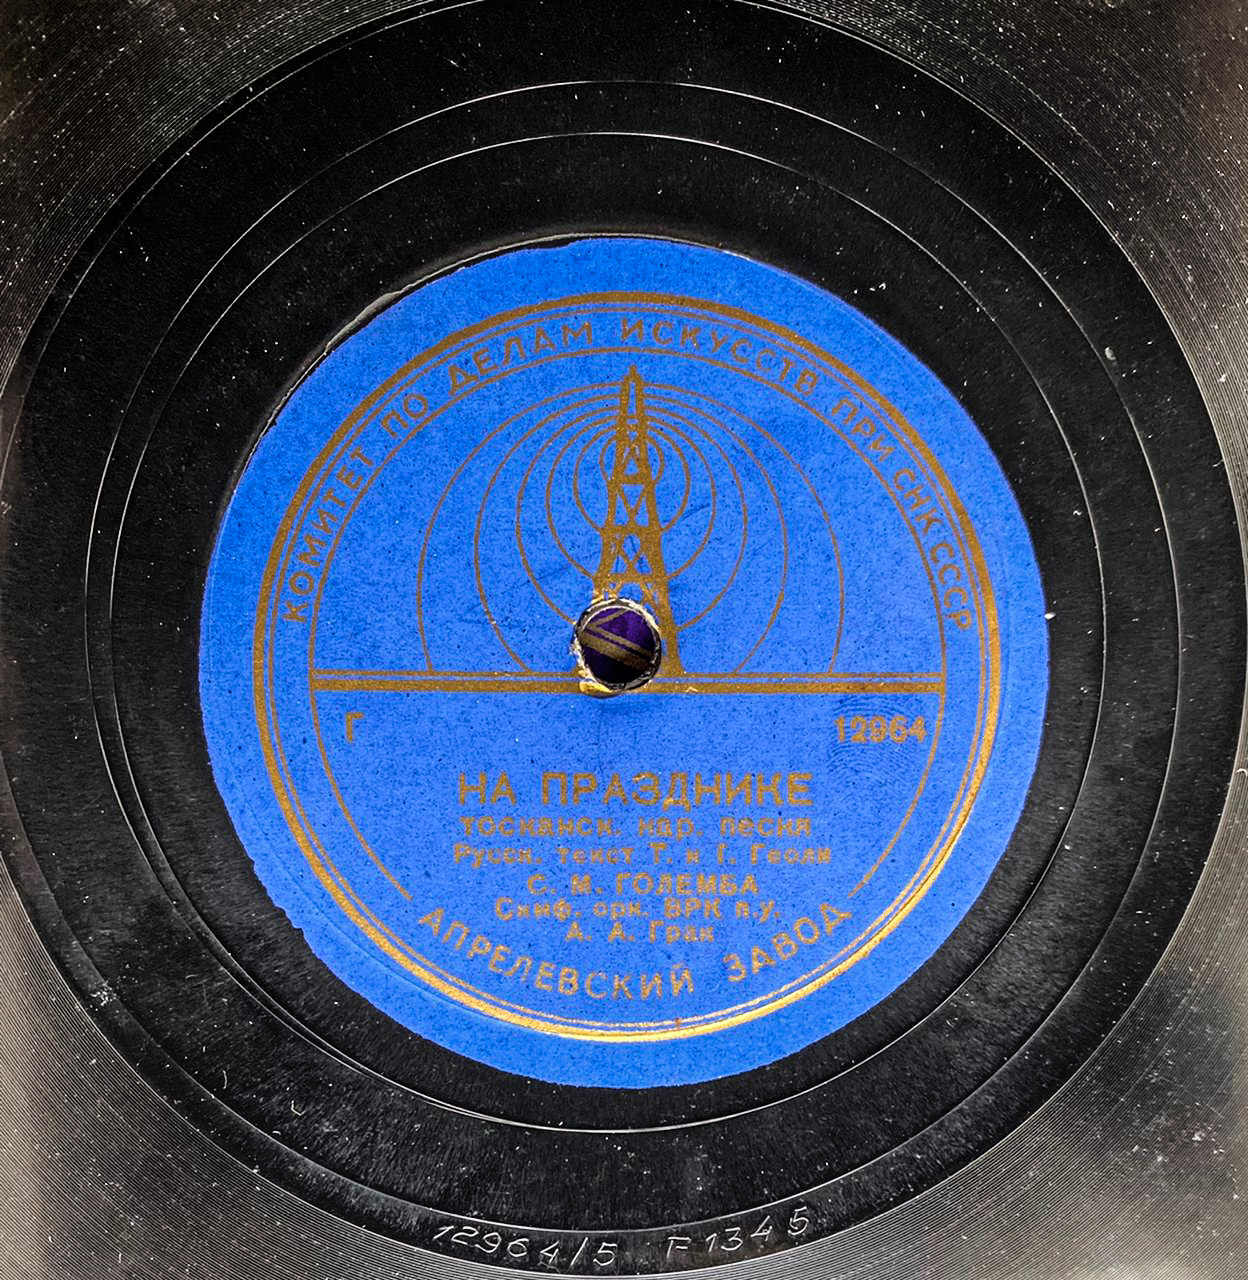 КОМИТЕТ ПО ДЕЛАМ ИСКУССТВ ПРИ СНК СССР
Г 12964
НА ПРАЗДНИКЕ
тосканск. нар. песня
Русск. текст Т. и Г. Геоли
С. М. ГОЛЕМБА
Симф. орк. ВРК п.у.
А. А. Грак
АПРЕЛЕВСКИЙ ЗАВОД
12964/5 F1345